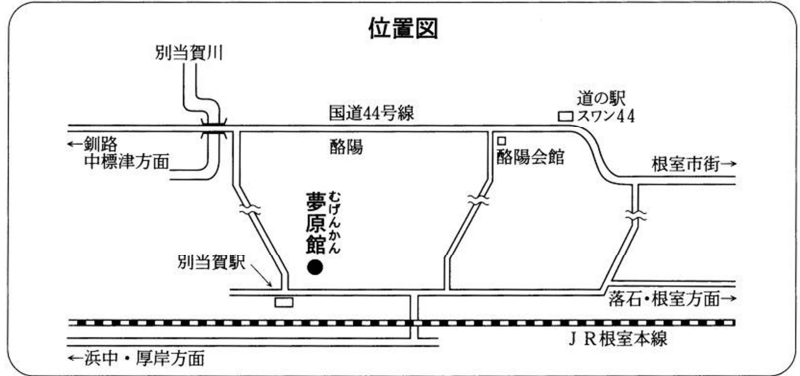 位置図
別当賀川
国道44号線
道の駅
スワン44
←釧路
中標津方面
酪陽
酪陽会館
根室市街→
夢原館
むげんかん
別当賀駅
落石・根室方面→
JR根室本線
←浜中・厚岸方面